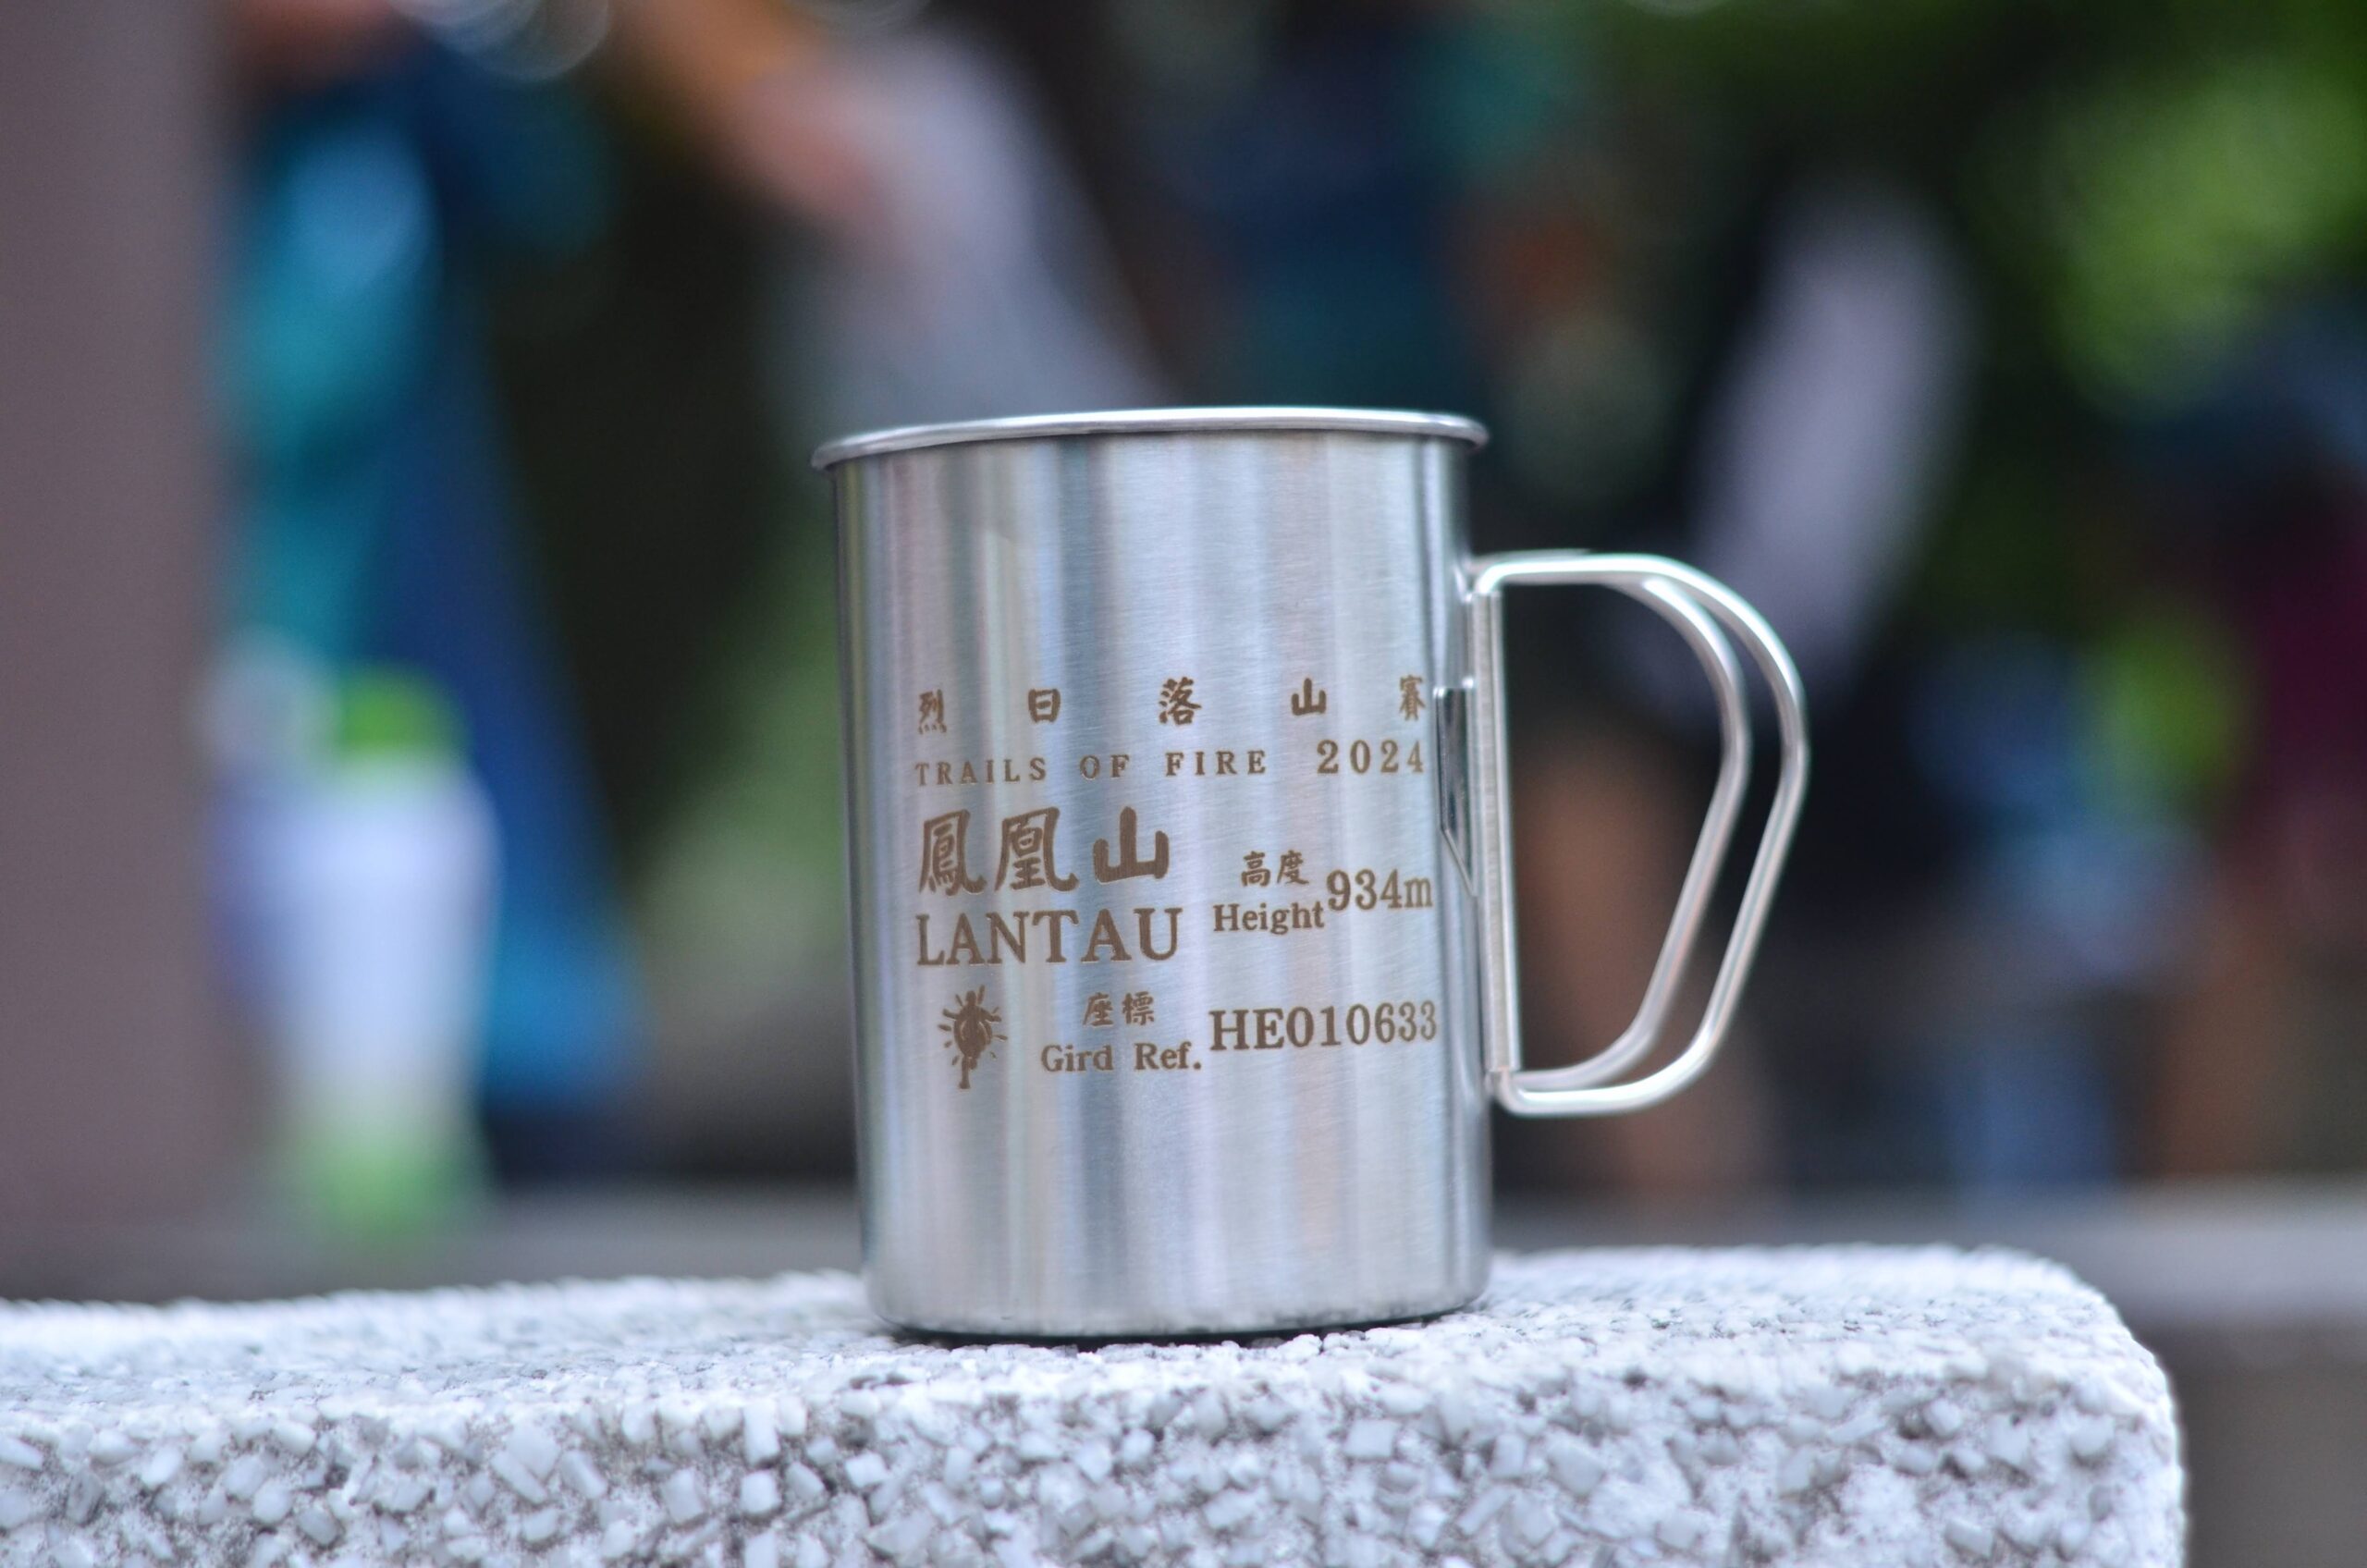 烈日落山賽
TRAILS OF FIRE 2024
鳳凰山
LANTAU
高度
Height 934m
座標
Gird Ref. HE010633